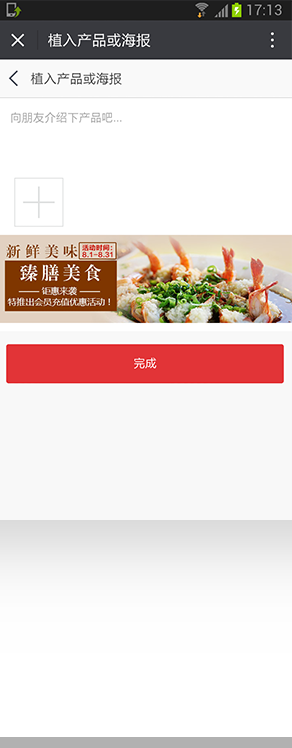 17:13
植入产品或海报
植入产品或海报
向朋友介绍下产品吧...
新鲜美味
活动时间:
8.1-8.31
臻膳美食
钜惠来袭
特推出会员充值优惠活动！
完成